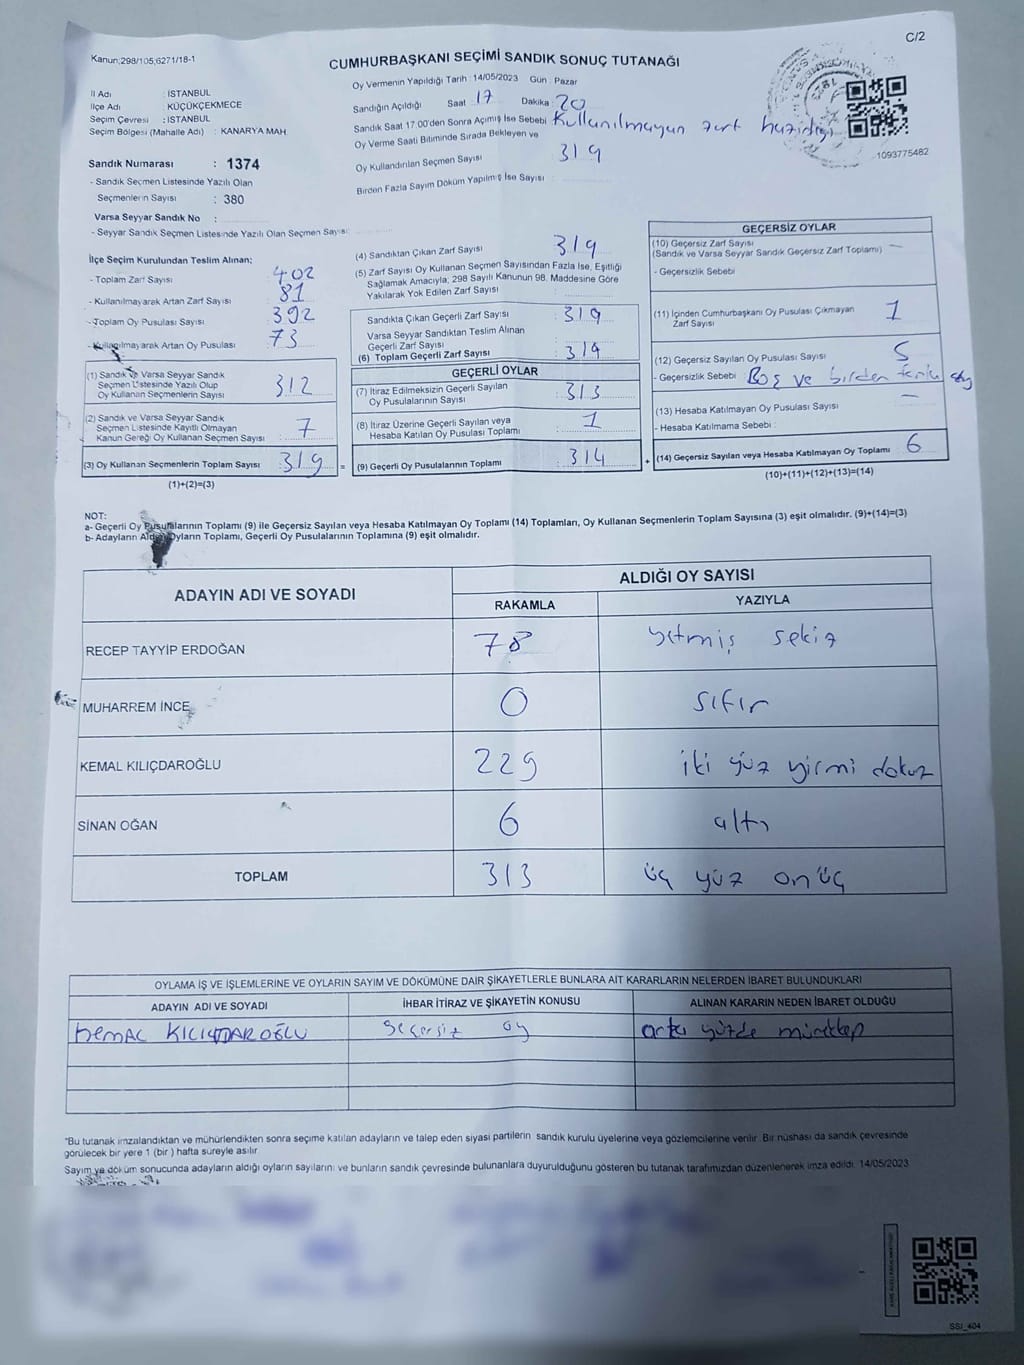 C/2
Kanun;298/105;6271/18-1
CUMHURBAŞKANI SEÇİMİ SANDIK SONUÇ TUTANAĞI
İl Adı : İSTANBUL
İlçe Adı : KÜÇÜKÇEKMECE
Seçim Çevresi : İSTANBUL
Seçim Bölgesi (Mahalle Adı) : KANARYA MAH.
Oy Vermenin Yapıldığı Tarih : 14/05/2023 Gün : Pazar
Sandığın Açıldığı Saat 17 Dakika : 20
Sandık Saat 17:00'den Sonra Açımış İse Sebebi Kullanılmayan zarf
Oy Verme Saati Bitiminde Sırada Bekleyen ve
Oy Kullandırılan Seçmen Sayısı 319
Birden Fazla Sayım Döküm Yapılmış İse Sayısı :
1093775482
Sandık Numarası : 1374
- Sandık Seçmen Listesinde Yazılı Olan
Seçmenlerin Sayısı : 380
Varsa Seyyar Sandık No :
- Seyyar Sandık Seçmen Listesinde Yazılı Olan Seçmen Sayısı:
İlçe Seçim Kurulundan Teslim Alınan;
- Toplam Zarf Sayısı 402
- Kullanılmayarak Artan Zarf Sayısı 81
- Toplam Oy Pusulası Sayısı 392
- Kullanılmayarak Artan Oy Pusulası 73
(1) Sandık ve Varsa Seyyar Sandık
Seçmen Listesinde Yazılı Olup
Oy Kullanan Seçmenlerin Sayısı 312
(2) Sandık ve Varsa Seyyar Sandık
Seçmen Listesinde Kayıtlı Olmayan
Kanun Gereği Oy Kullanan Seçmen Sayısı 7
(3) Oy Kullanan Seçmenlerin Toplam Sayısı 319 =
(1)+(2)=(3)
(4) Sandıktan Çıkan Zarf Sayısı 319
(5) Zarf Sayısı Oy Kullanan Seçmen Sayısından Fazla İse, Eşitliği
Sağlamak Amacıyla; 298 Sayılı Kanunun 98. Maddesine Göre
Yakılarak Yok Edilen Zarf Sayısı
Sandıkta Çıkan Geçerli Zarf Sayısı 319
Varsa Seyyar Sandıktan Teslim Alınan
Geçerli Zarf Sayısı
(6) Toplam Geçerli Zarf Sayısı 319
GEÇERLİ OYLAR
(7) İtiraz Edilmeksizin Geçerli Sayılan
Oy Pusulalarının Sayısı 313
(8) İtiraz Üzerine Geçerli Sayılan veya
Hesaba Katılan Oy Pusulası Toplamı 1
(9) Geçerli Oy Pusulalarının Toplamı 314 +
GEÇERSİZ OYLAR
(10) Geçersiz Zarf Sayısı —
(Sandık ve Varsa Seyyar Sandık Geçersiz Zarf Toplamı)
- Geçersizlik Sebebi
(11) İçinden Cumhurbaşkanı Oy Pusulası Çıkmayan
Zarf Sayısı 1
(12) Geçersiz Sayılan Oy Pusulası Sayısı 5
- Geçersizlik Sebebi Boş ve birden fazla oy
(13) Hesaba Katılmayan Oy Pusulası Sayısı —
- Hesaba Katılmama Sebebi :
(14) Geçersiz Sayılan veya Hesaba Katılmayan Oy Toplamı 6
(10)+(11)+(12)+(13)=(14)
NOT:
a- Geçerli Oy Pusulalarının Toplamı (9) ile Geçersiz Sayılan veya Hesaba Katılmayan Oy Toplamı (14) Toplamları, Oy Kullanan Seçmenlerin Toplam Sayısına (3) eşit olmalıdır. (9)+(14)=(3)
b- Adayların Aldığı Oyların Toplamı, Geçerli Oy Pusulalarının Toplamına (9) eşit olmalıdır.
ADAYIN ADI VE SOYADI
ALDIĞI OY SAYISI
RAKAMLA YAZIYLA
RECEP TAYYİP ERDOĞAN 78 yetmiş sekiz
MUHARREM İNCE 0 sıfır
KEMAL KILIÇDAROĞLU 229 iki yüz yirmi dokuz
SİNAN OĞAN 6 altı
TOPLAM 313 üç yüz on üç
OYLAMA İŞ VE İŞLEMLERİNE VE OYLARIN SAYIM VE DÖKÜMÜNE DAİR ŞİKAYETLERLE BUNLARA AİT KARARLARIN NELERDEN İBARET BULUNDUKLARI
ADAYIN ADI VE SOYADI İHBAR İTİRAZ VE ŞİKAYETİN KONUSU ALINAN KARARIN NEDEN İBARET OLDUĞU
KEMAL KILIÇDAROĞLU geçersiz oy arka yüzde mürekkep
"Bu tutanak imzalandıktan ve mühürlendikten sonra seçime katılan adayların ve talep eden siyasi partilerin sandık kurulu üyelerine veya gözlemcilerine verilir. Bir nüshası da sandık çevresinde
görülecek bir yere 1 (bir ) hafta süreyle asılır.
Sayım ve döküm sonucunda adayların aldığı oyların sayılarını ve bunların sandık çevresinde bulunanlara duyurulduğunu gösteren bu tutanak tarafımızdan düzenlenerek imza edildi. 14/05/2023
SSI_404